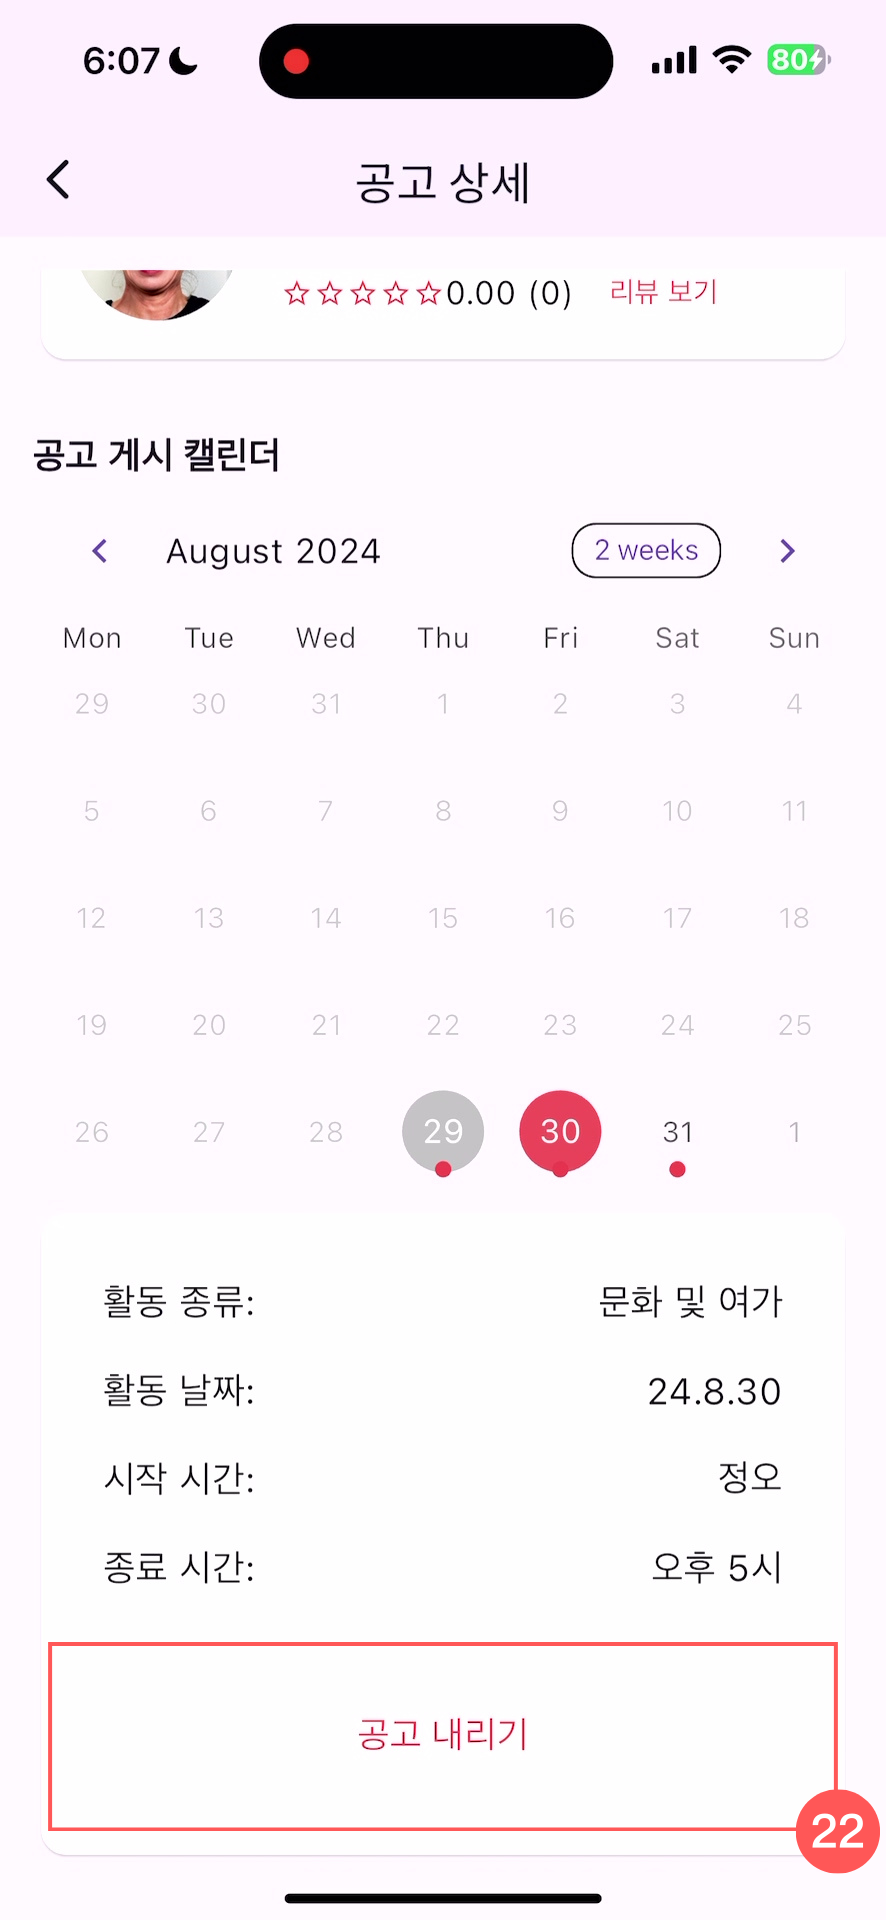 6:07
80
공고 상세
0.00 (0) 리뷰 보기
공고 게시 캘린더
August 2024 2 weeks
Mon Tue Wed Thu Fri Sat Sun
29 30 31 1 2 3 4
5 6 7 8 9 10 11
12 13 14 15 16 17 18
19 20 21 22 23 24 25
26 27 28 29 30 31 1
활동 종류: 문화 및 여가
활동 날짜: 24.8.30
시작 시간: 정오
종료 시간: 오후 5시
공고 내리기
22